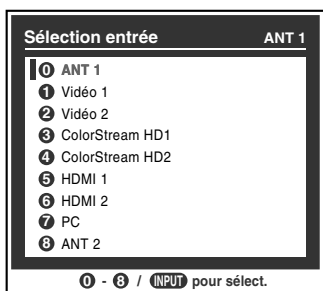 Sélection entrée ANT 1
0 ANT 1
1 Vidéo 1
2 Vidéo 2
3 ColorStream HD1
4 ColorStream HD2
5 HDMI 1
6 HDMI 2
7 PC
8 ANT 2
0 - 8 / INPUT pour sélect.